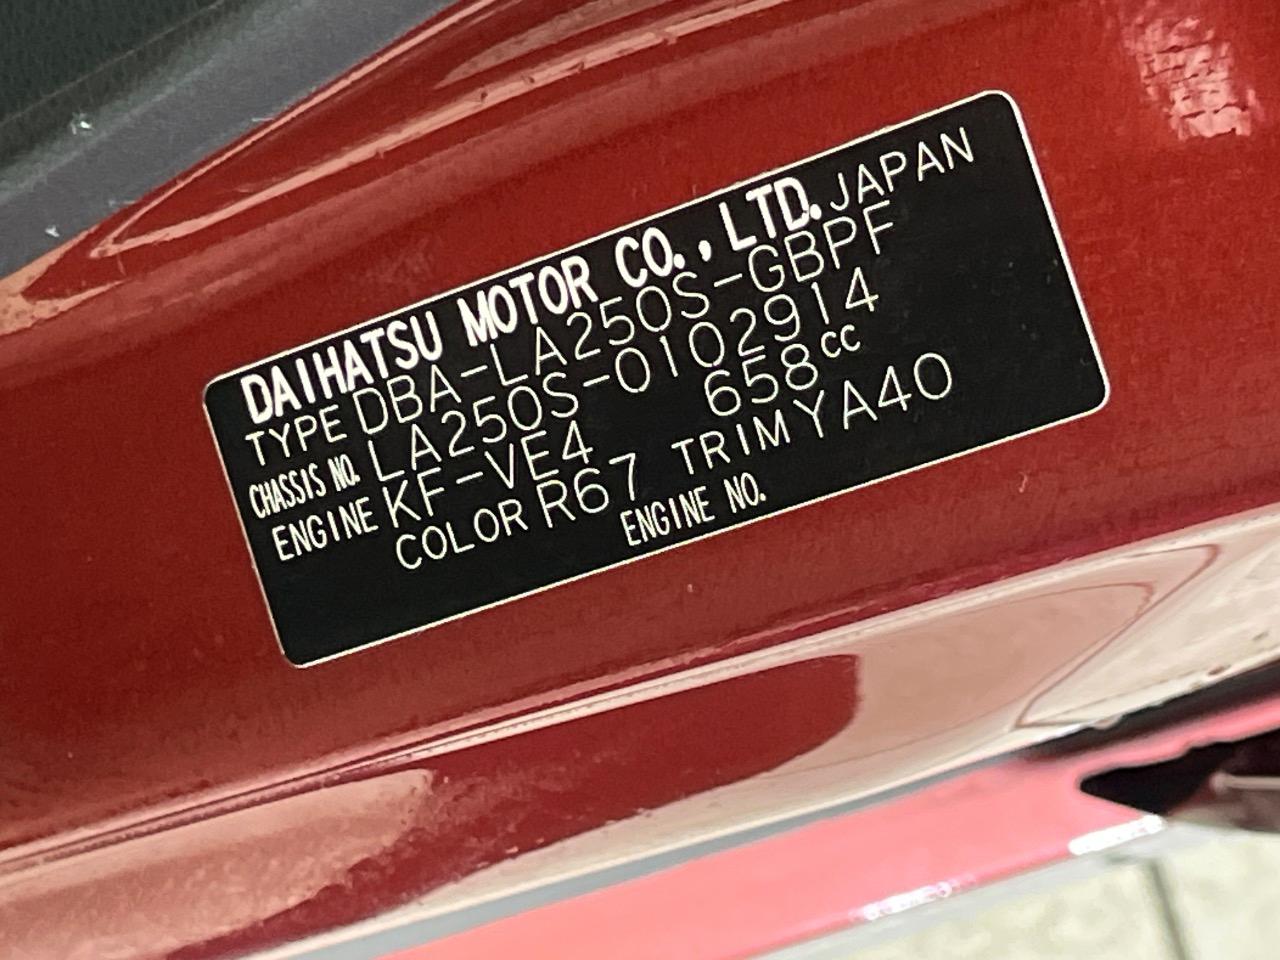 DAIHATSU MOTOR CO., LTD. JAPAN
TYPE DBA-LA250S-GBPF
CHASSIS NO. LA250S-0102914
ENGINE KF-VE4 658cc
COLOR R67 TRIM YA40
ENGINE NO.